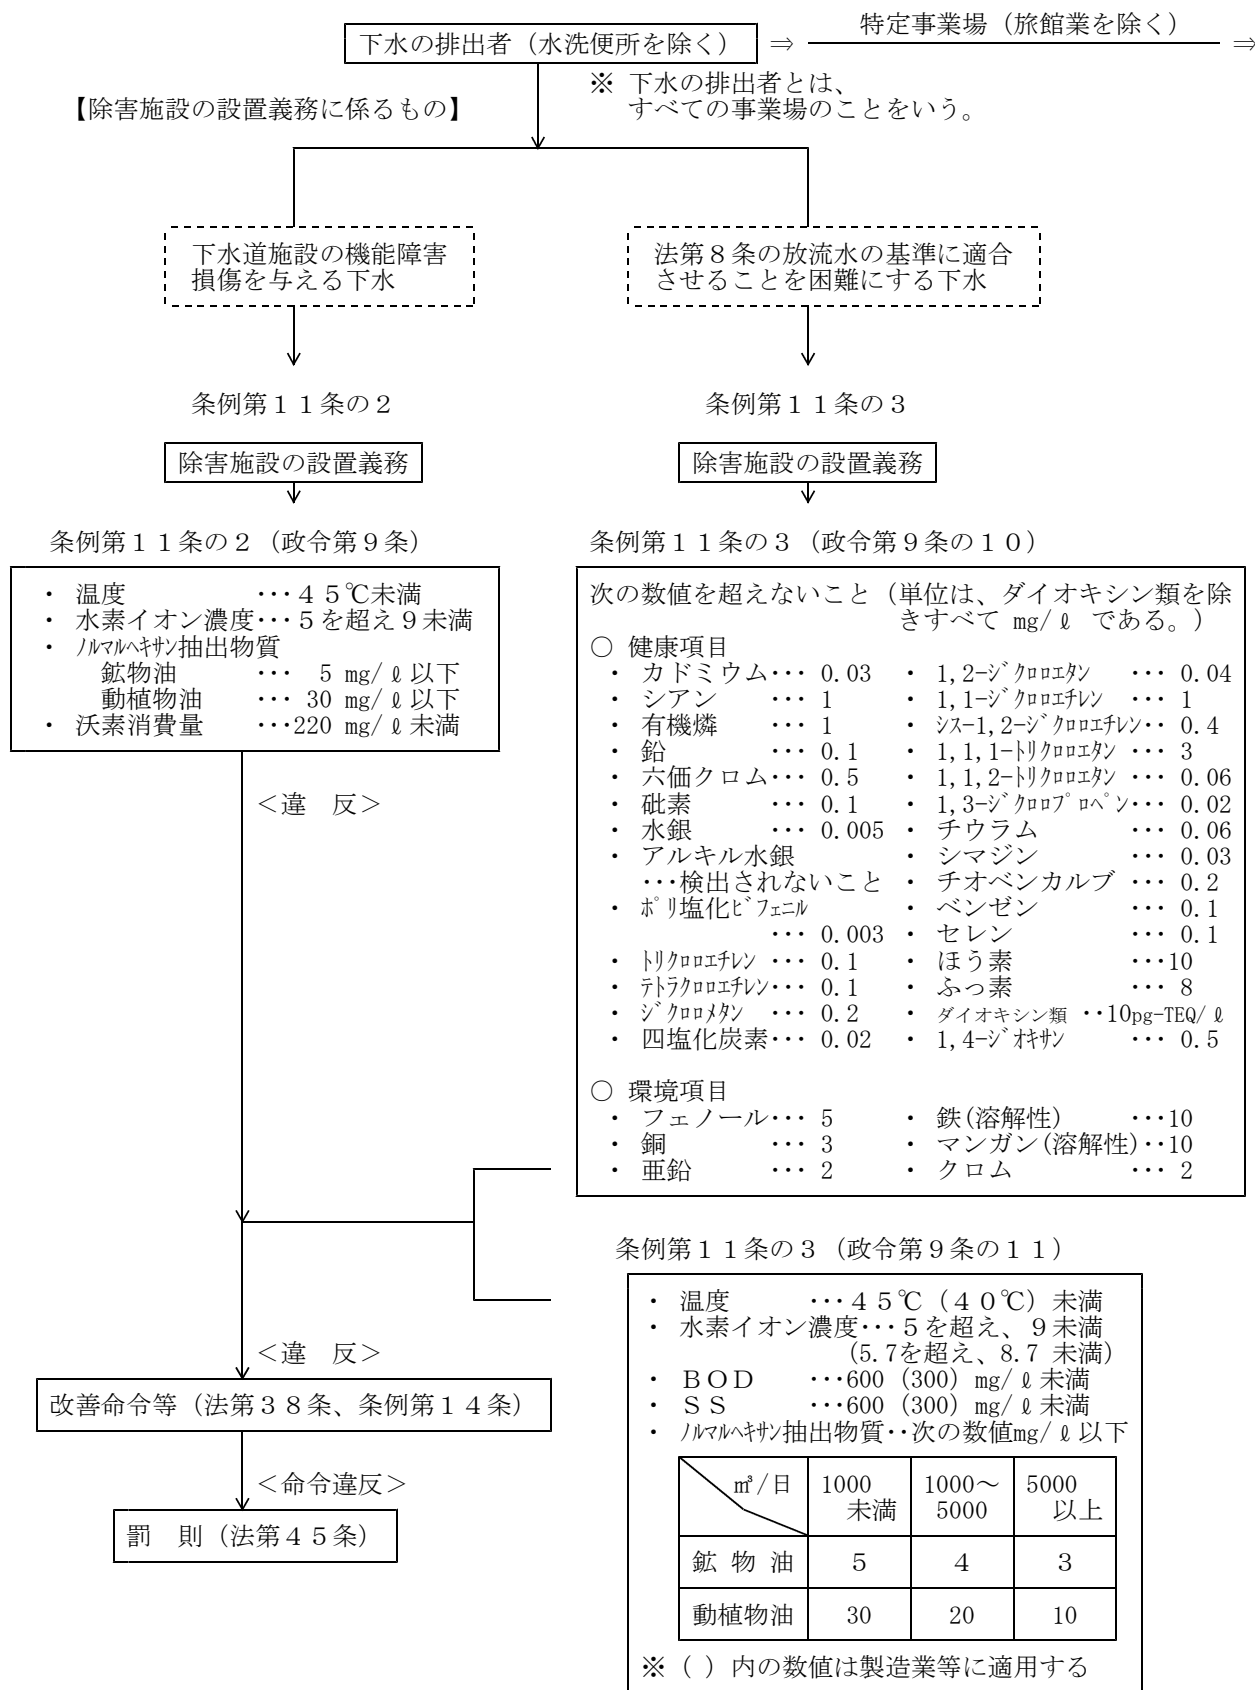 特定事業場（旅館業を除く）
下水の排出者（水洗便所を除く） ⇒ ⇒
※ 下水の排出者とは、
すべての事業場のことをいう。
【除害施設の設置義務に係るもの】
下水道施設の機能障害
損傷を与える下水
法第８条の放流水の基準に適合
させることを困難にする下水
条例第１１条の２
条例第１１条の３
除害施設の設置義務
除害施設の設置義務
条例第１１条の２（政令第９条）
・ 温度 …４５℃未満
・ 水素イオン濃度…５を超え９未満
・ ﾉﾙﾏﾙﾍｷｻﾝ抽出物質
鉱物油 … 5 mg/ℓ以下
動植物油 … 30 mg/ℓ以下
・ 沃素消費量 …220 mg/ℓ未満
＜違 反＞
条例第１１条の３（政令第９条の１０）
次の数値を超えないこと（単位は、ダイオキシン類を除
きすべて mg/ℓ である。）
○ 健康項目
・ カドミウム… 0.03 ・ 1,2-ｼﾞｸﾛﾛｴﾀﾝ … 0.04
・ シアン … 1 ・ 1,1-ｼﾞｸﾛﾛｴﾁﾚﾝ … 1
・ 有機燐 … 1 ・ ｼｽ-1,2-ｼﾞｸﾛﾛｴﾁﾚﾝ‥ 0.4
・ 鉛 … 0.1 ・ 1,1,1-ﾄﾘｸﾛﾛｴﾀﾝ … 3
・ 六価クロム… 0.5 ・ 1,1,2-ﾄﾘｸﾛﾛｴﾀﾝ … 0.06
・ 砒素 … 0.1 ・ 1,3-ｼﾞｸﾛﾛﾌﾟﾛﾍﾟﾝ… 0.02
・ 水銀 … 0.005 ・ チウラム … 0.06
・ アルキル水銀 ・ シマジン … 0.03
…検出されないこと ・ チオベンカルブ … 0.2
・ ﾎﾟﾘ塩化ﾋﾞﾌｪﾆﾙ ・ ベンゼン … 0.1
… 0.003 ・ セレン … 0.1
・ ﾄﾘｸﾛﾛｴﾁﾚﾝ … 0.1 ・ ほう素 …10
・ ﾃﾄﾗｸﾛﾛｴﾁﾚﾝ… 0.1 ・ ふっ素 … 8
・ ｼﾞｸﾛﾛﾒﾀﾝ … 0.2 ・ ダイオキシン類 ‥10pg-TEQ/ℓ
・ 四塩化炭素… 0.02 ・ 1,4-ｼﾞｵｷｻﾝ … 0.5
○ 環境項目
・ フェノール… 5 ・ 鉄(溶解性) …10
・ 銅 … 3 ・ マンガン(溶解性)‥10
・ 亜鉛 … 2 ・ クロム … 2
条例第１１条の３（政令第９条の１１）
・ 温度 …４５℃（４０℃）未満
・ 水素イオン濃度…５を超え、９未満
(5.7を超え、8.7 未満)
・ ＢＯＤ …600 (300) mg/ℓ未満
・ ＳＳ …600 (300) mg/ℓ未満
・ ﾉﾙﾏﾙﾍｷｻﾝ抽出物質‥次の数値mg/ℓ以下
㎥/日 1000未満 1000～5000 5000以上
鉱 物 油 5 4 3
動植物油 30 20 10
※（ ）内の数値は製造業等に適用する
＜違 反＞
改善命令等（法第３８条、条例第１４条）
＜命令違反＞
罰 則（法第４５条）